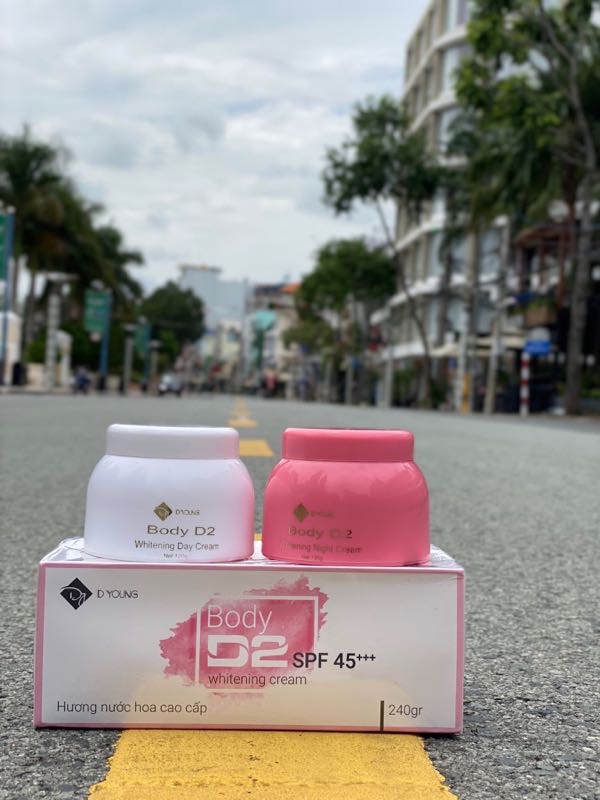 D'YOUNG
Body D2
Whitening Day Cream
D'YOUNG
Body D2
Night Cream
D YOUNG
Body
D2 SPF 45+++
whitening cream
Hương nước hoa cao cấp
240gr